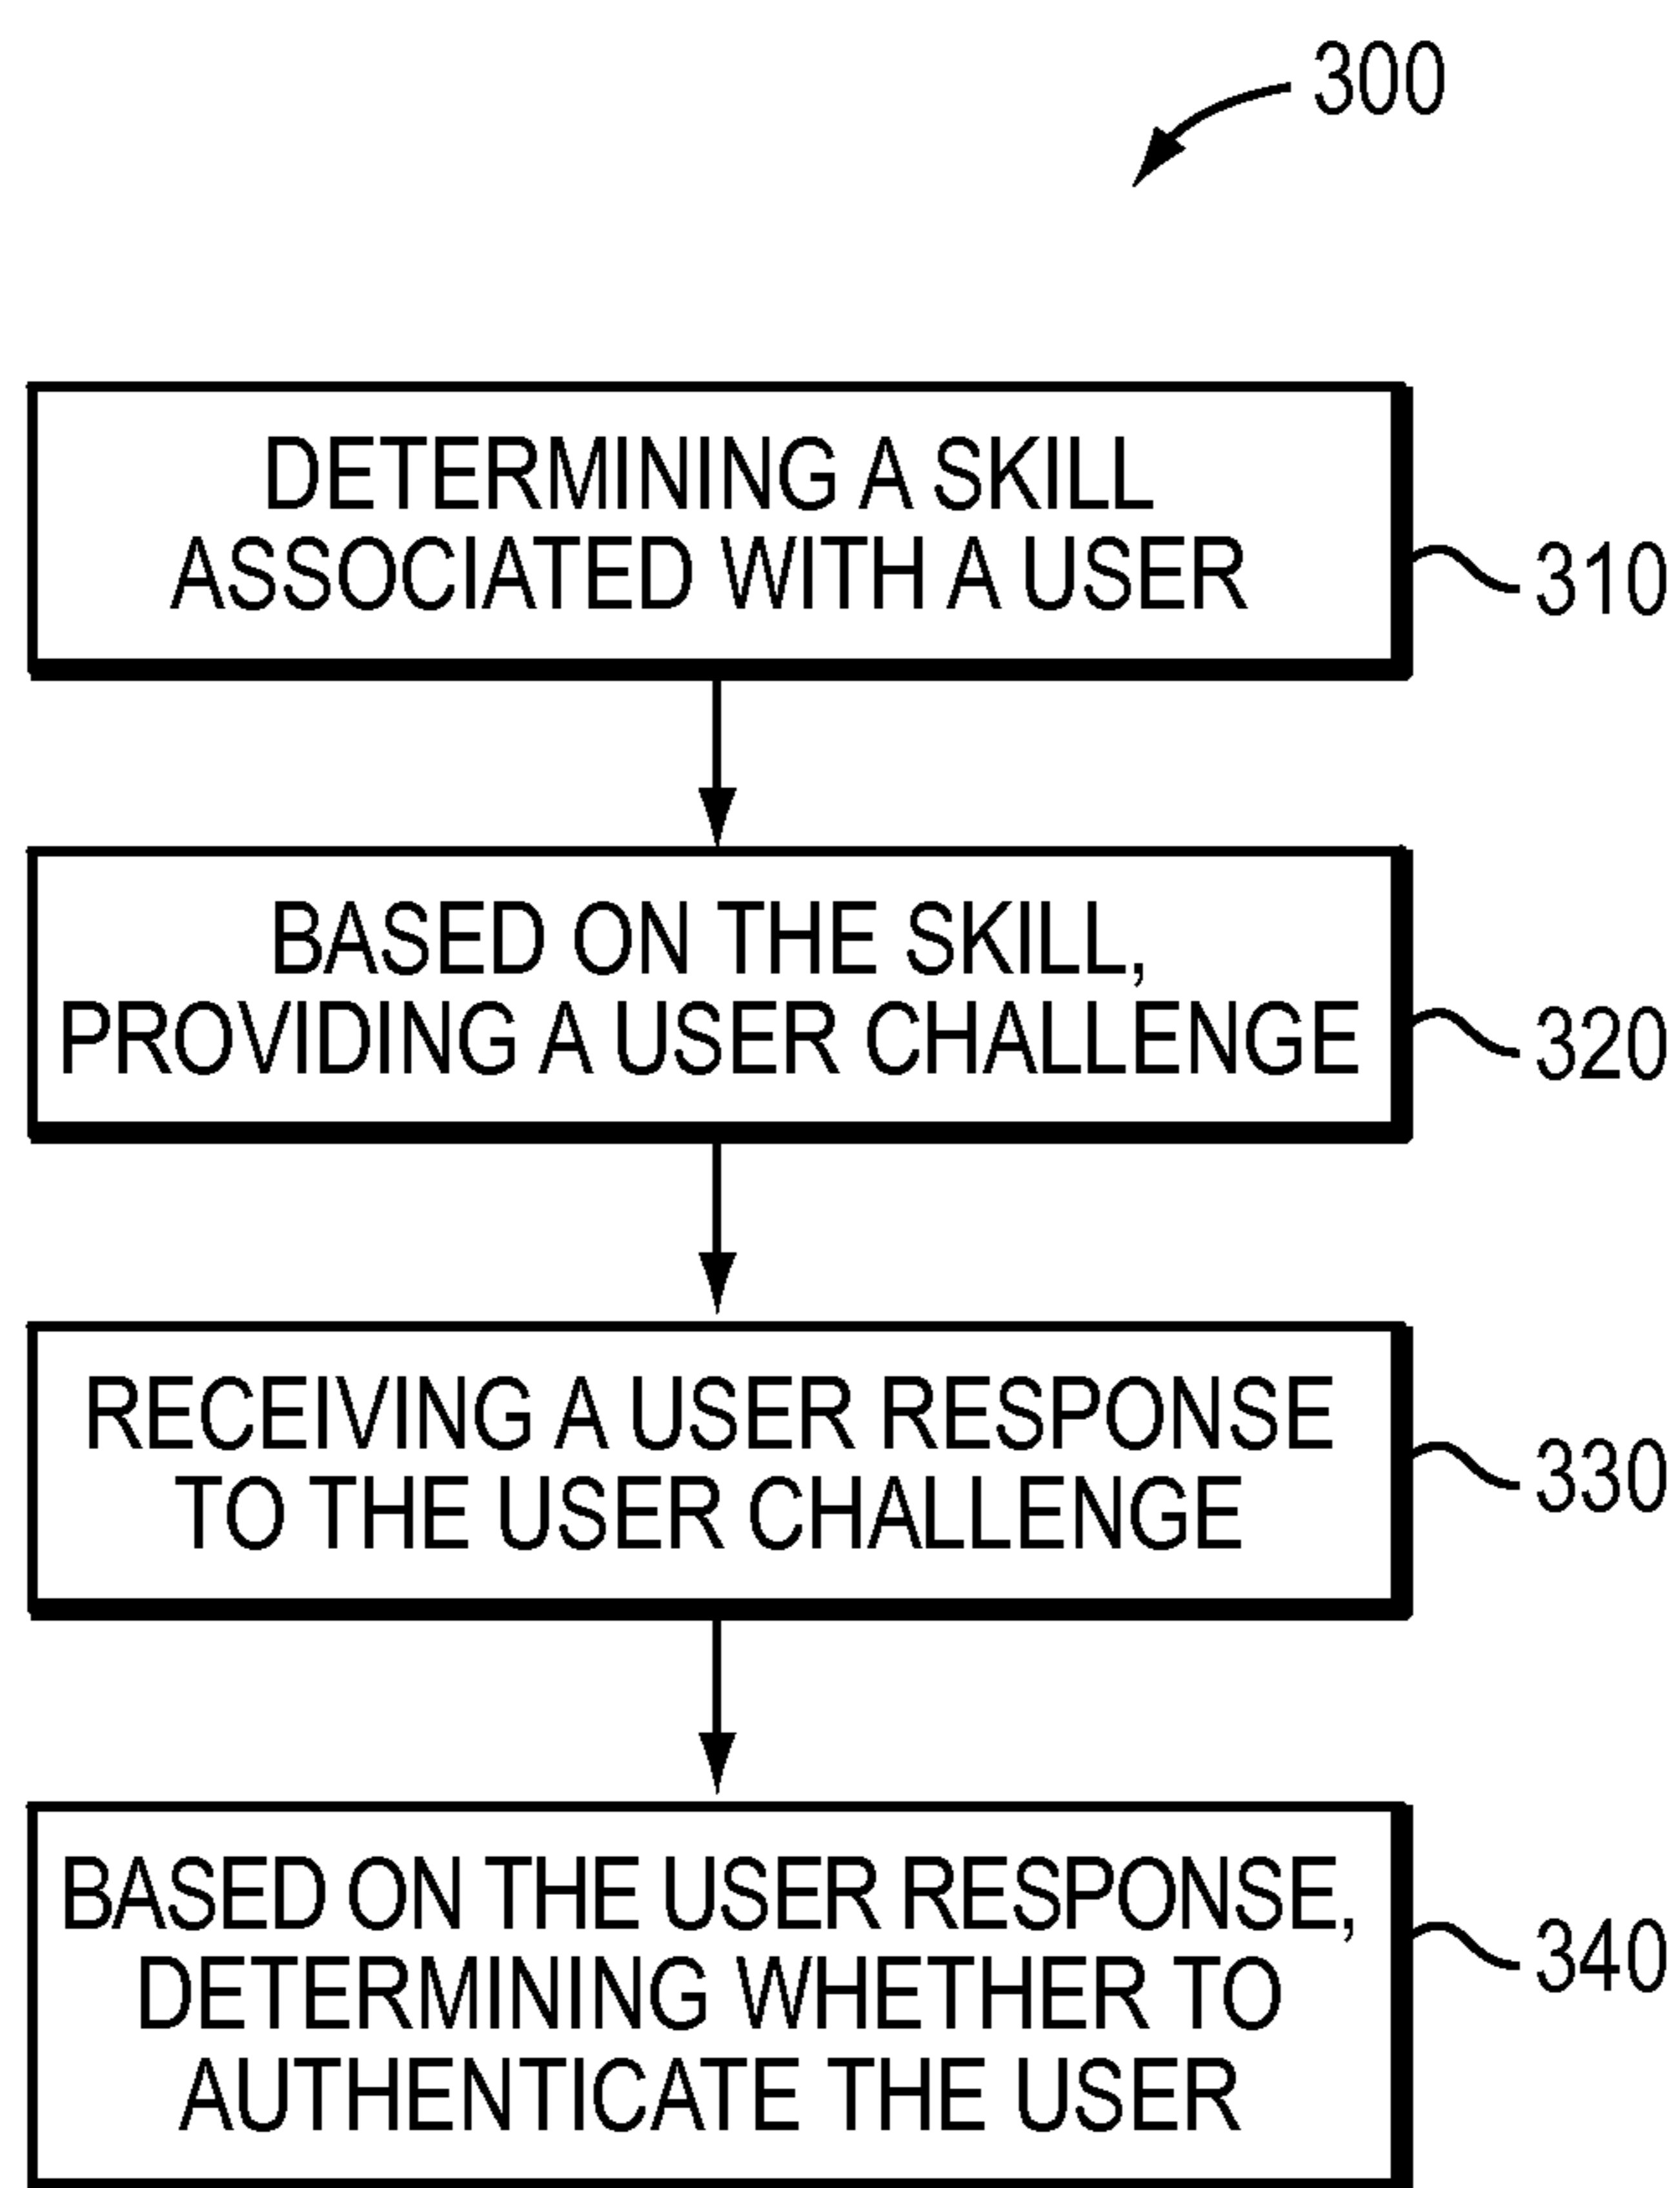 300
DETERMINING A SKILL
ASSOCIATED WITH A USER
310
BASED ON THE SKILL,
PROVIDING A USER CHALLENGE
320
RECEIVING A USER RESPONSE
TO THE USER CHALLENGE
330
BASED ON THE USER RESPONSE,
DETERMINING WHETHER TO
AUTHENTICATE THE USER
340